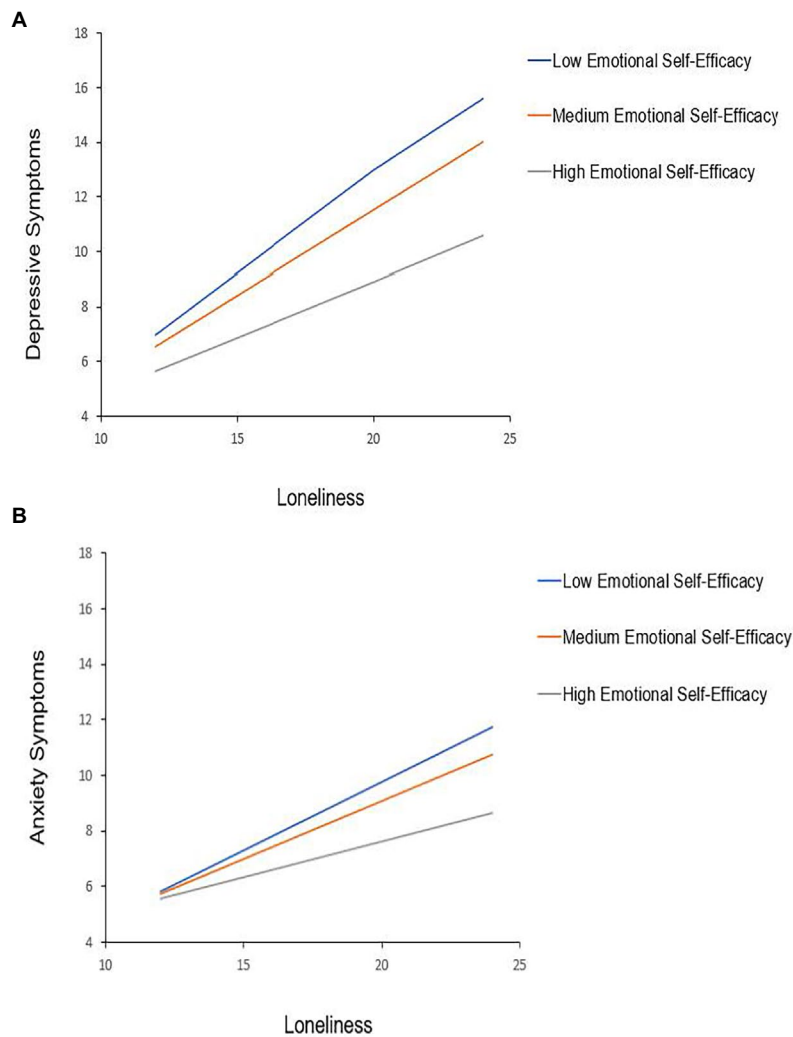 A
18
16
14
12
10
8
6
4
10 15 20 25
Depressive Symptoms
Loneliness
Low Emotional Self-Efficacy
Medium Emotional Self-Efficacy
High Emotional Self-Efficacy
B
18
16
14
12
10
8
6
4
10 15 20 25
Anxiety Symptoms
Loneliness
Low Emotional Self-Efficacy
Medium Emotional Self-Efficacy
High Emotional Self-Efficacy